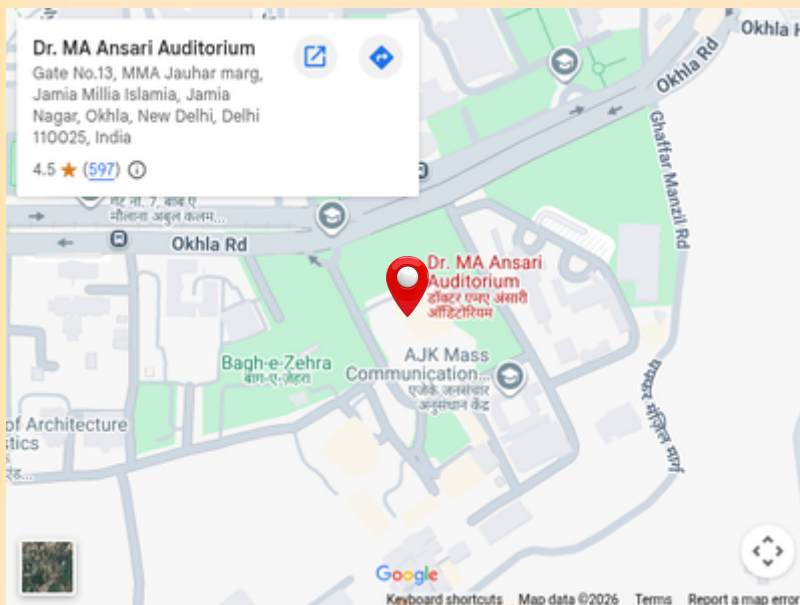 Dr. MA Ansari Auditorium
Gate No.13, MMA Jauhar marg,
Jamia Millia Islamia, Jamia
Nagar, Okhla, New Delhi, Delhi
110025, India
4.5 ★ (597)
Okhla
Okhla Rd
Ghaffar Manzil Rd
गेट नी. 7, बाब ए
मौलाना अबुल कलम...
Okhla Rd
Dr. MA Ansari
Auditorium
डॉक्टर एमए अंसारी
ऑडिटोरियम
AJK Mass
Communication...
एजेके जनसंचार
अनुसंधान केंद्र
Bagh-e-Zehra
बाग-ए-ज़ेहरा
of Architecture
मंज़िल मार्ग
Google
Keyboard shortcuts
Map data ©2026
Terms
Report a map error